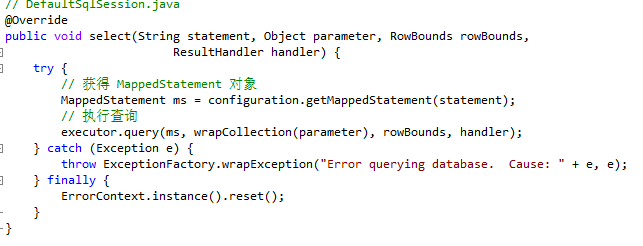 // DefaultSqlSession.java
@Override
public void select(String statement, Object parameter, RowBounds rowBounds,
                         ResultHandler handler) {
    try {
        // 获得 MappedStatement 对象
        MappedStatement ms = configuration.getMappedStatement(statement);
        // 执行查询
        executor.query(ms, wrapCollection(parameter), rowBounds, handler);
    } catch (Exception e) {
        throw ExceptionFactory.wrapException("Error querying database.  Cause: " + e, e);
    } finally {
        ErrorContext.instance().reset();
    }
}